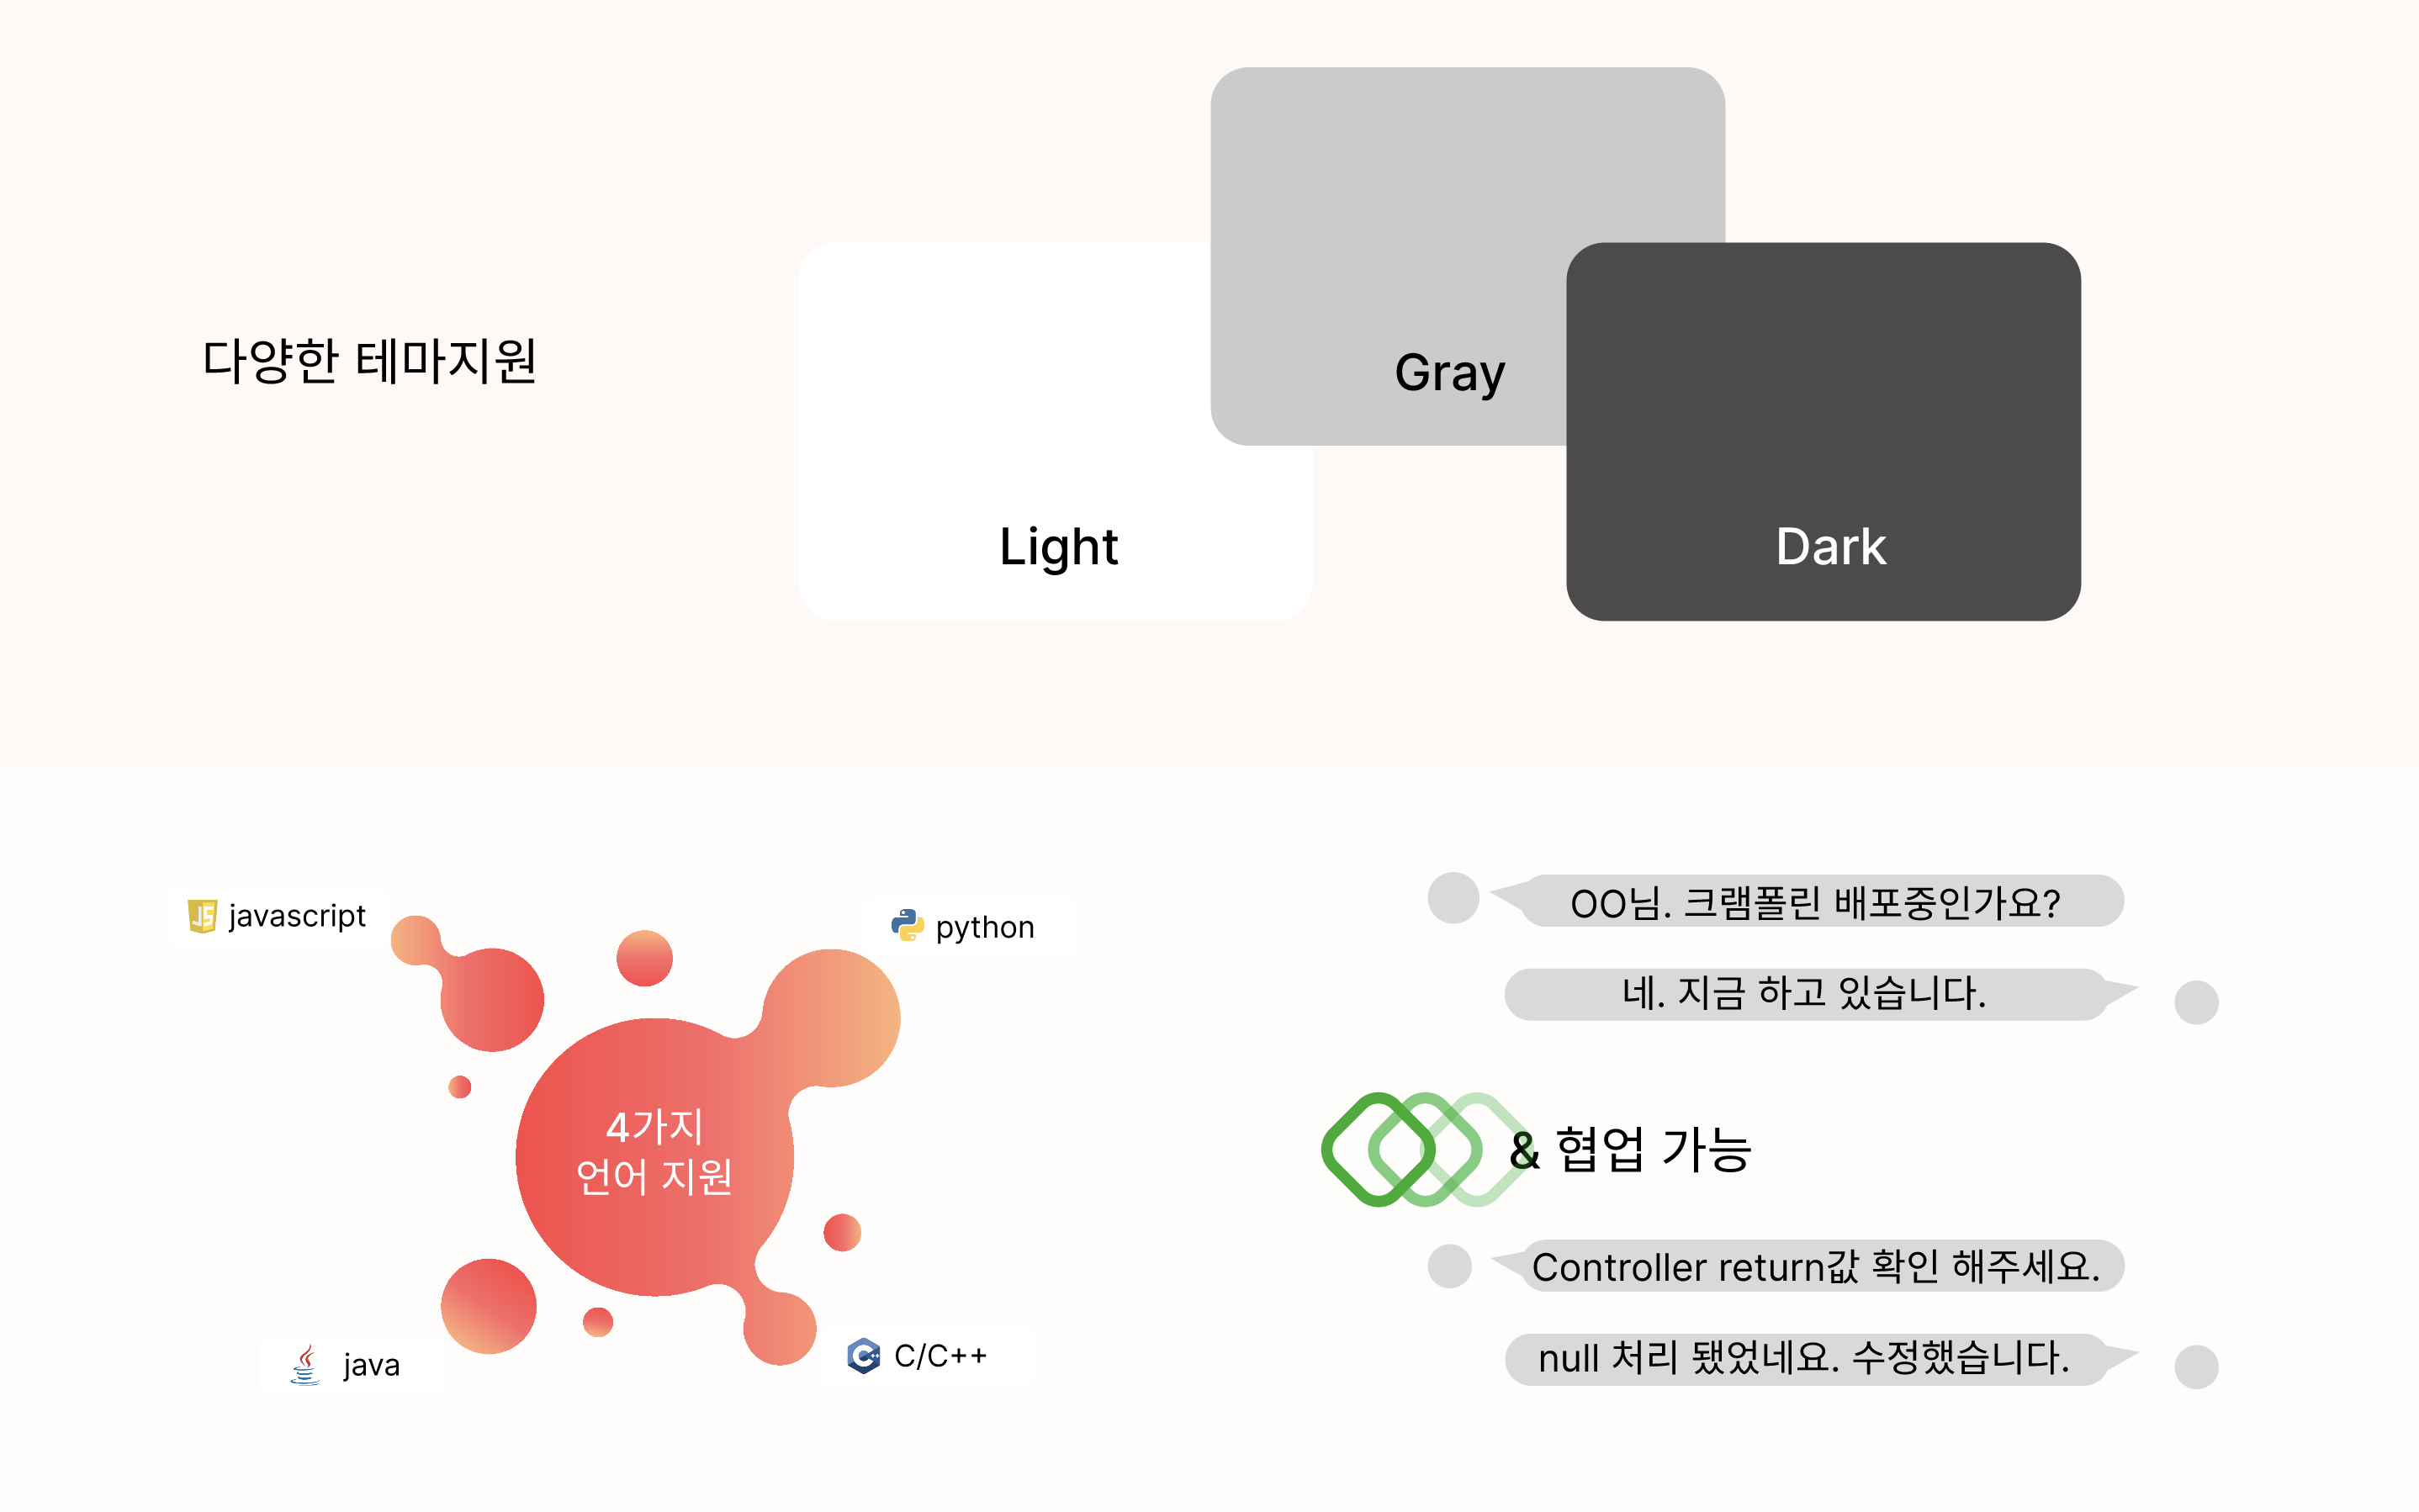 다양한 테마지원
Gray
Light
Dark
JS javascript
python
4가지
언어 지원
java
C/C++
OO님. 크램폴린 배포중인가요?
네. 지금 하고 있습니다.
& 협업 가능
Controller return값 확인 해주세요.
null 처리 됐었네요. 수정했습니다.